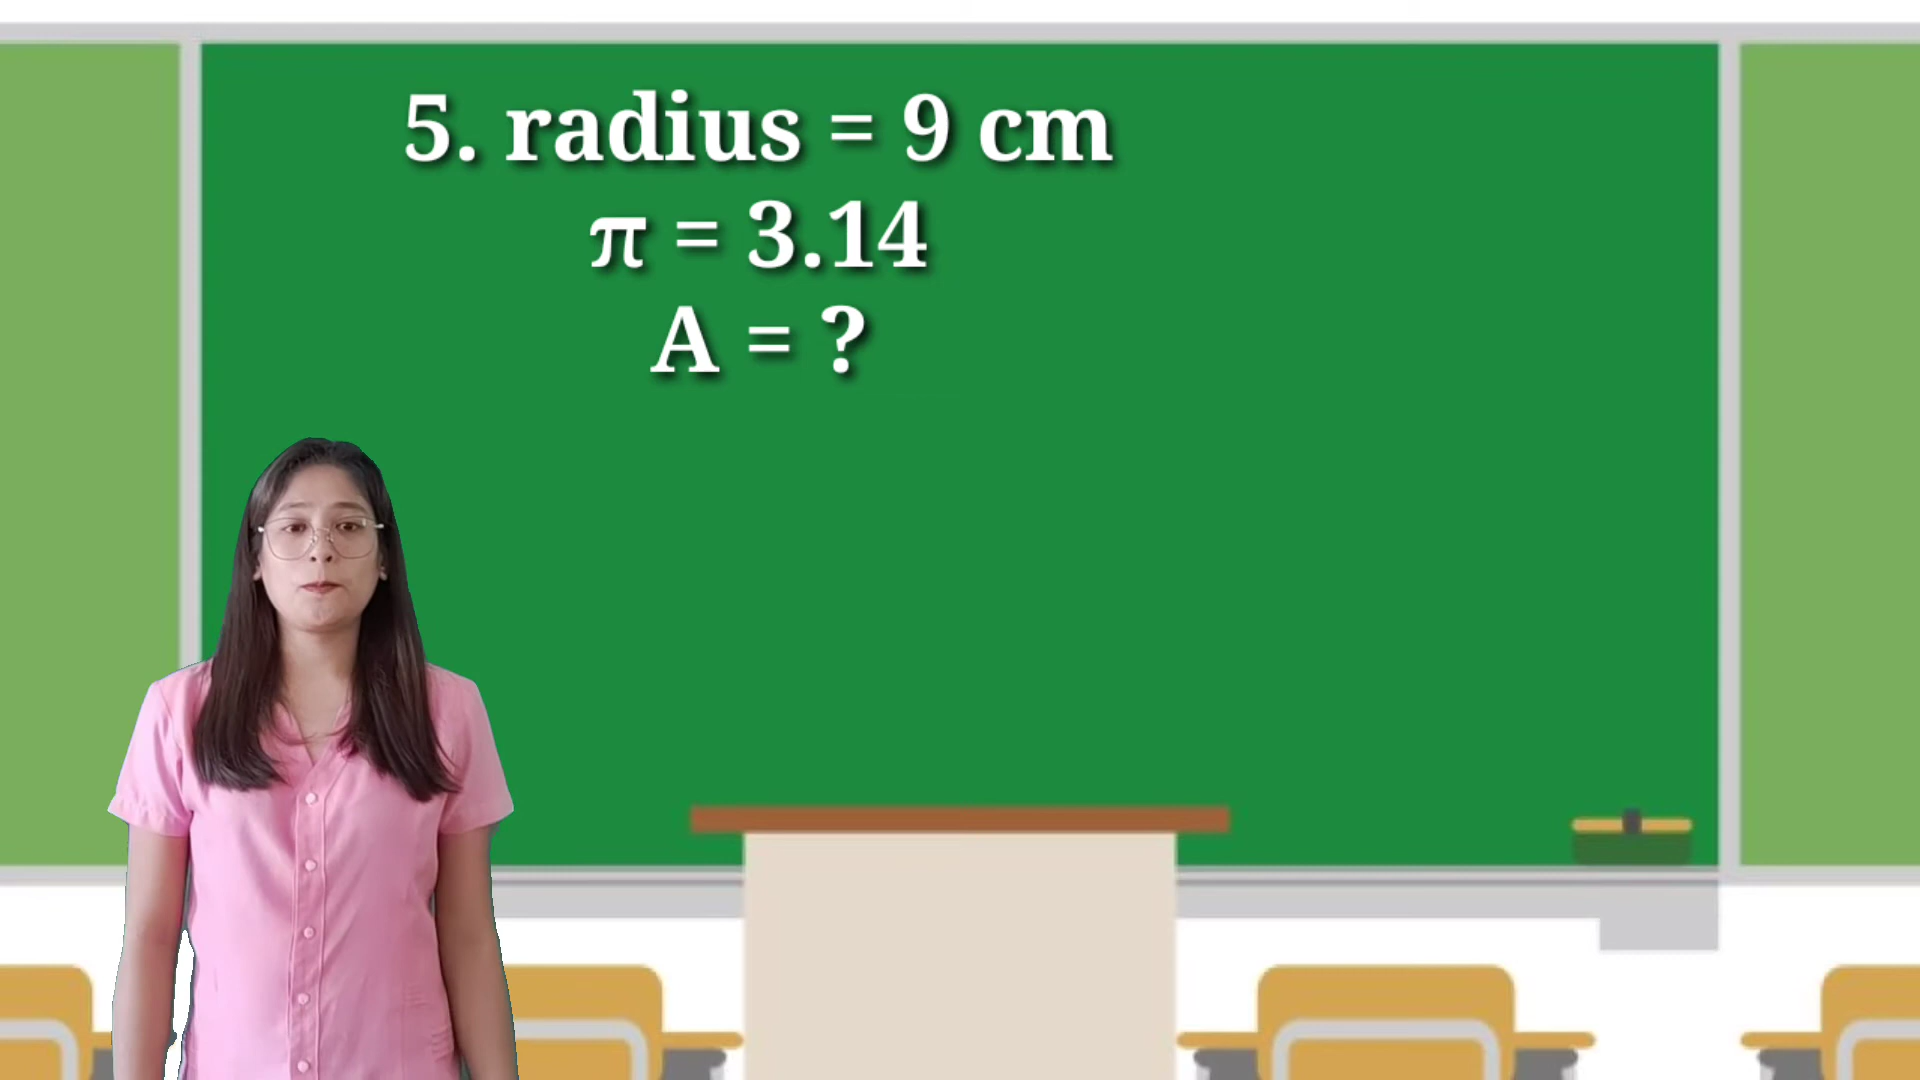 5. radius = 9 cm
π = 3.14
A = ?